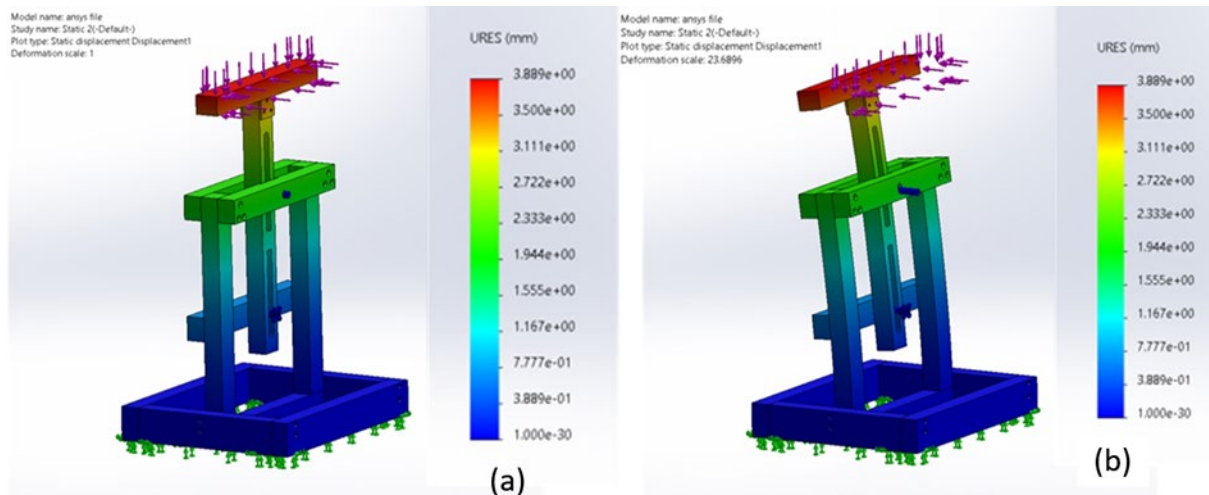 Model name: ansys file
Study name: Static 2(-Default-)
Plot type: Static displacement Displacement1
Deformation scale: 1
URES (mm)
3.889e+00
3.500e+00
3.111e+00
2.722e+00
2.333e+00
1.944e+00
1.555e+00
1.167e+00
7.777e-01
3.889e-01
1.000e-30
(a)
Model name: ansys file
Study name: Static 2(-Default-)
Plot type: Static displacement Displacement1
Deformation scale: 23.6896
URES (mm)
3.889e+00
3.500e+00
3.111e+00
2.722e+00
2.333e+00
1.944e+00
1.555e+00
1.167e+00
7.777e-01
3.889e-01
1.000e-30
(b)